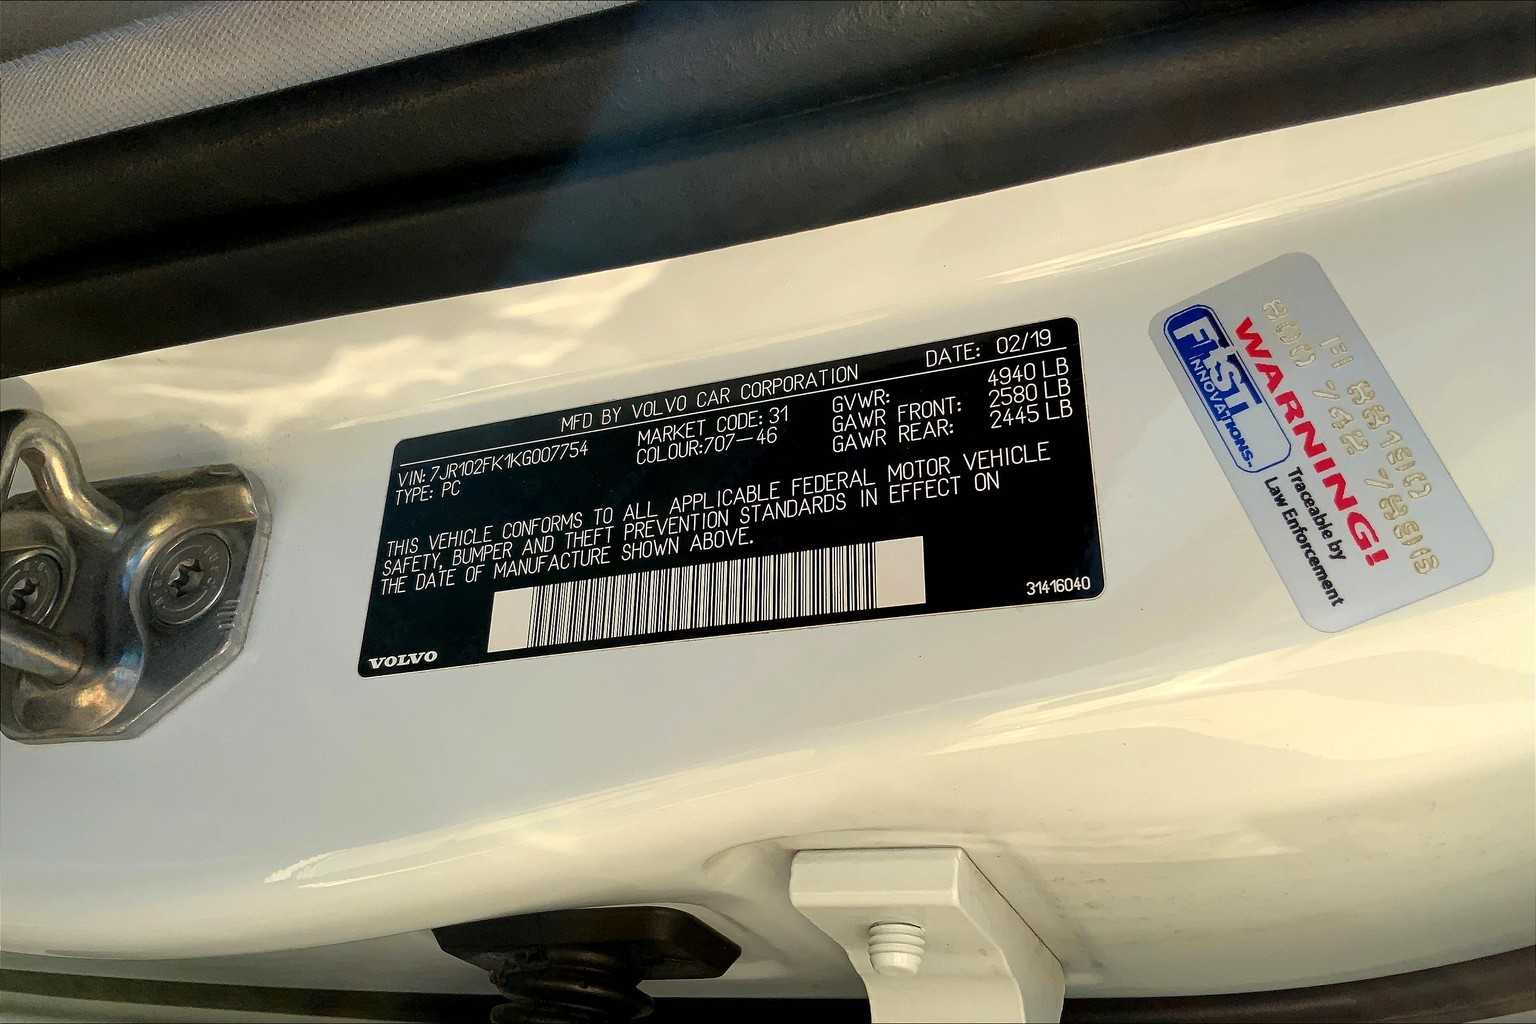 MFD BY VOLVO CAR CORPORATION DATE: 02/19
VIN: 7JR102FK1KG007754 MARKET CODE: 31 GVWR: 4940 LB
TYPE: PC COLOUR:707-46 GAWR FRONT: 2580 LB
GAWR REAR: 2445 LB
THIS VEHICLE CONFORMS TO ALL APPLICABLE FEDERAL MOTOR VEHICLE
SAFETY, BUMPER AND THEFT PREVENTION STANDARDS IN EFFECT ON
THE DATE OF MANUFACTURE SHOWN ABOVE.
31416040
VOLVO
FIRST
INNOVATIONS
WARNING!
Traceable by
Law Enforcement